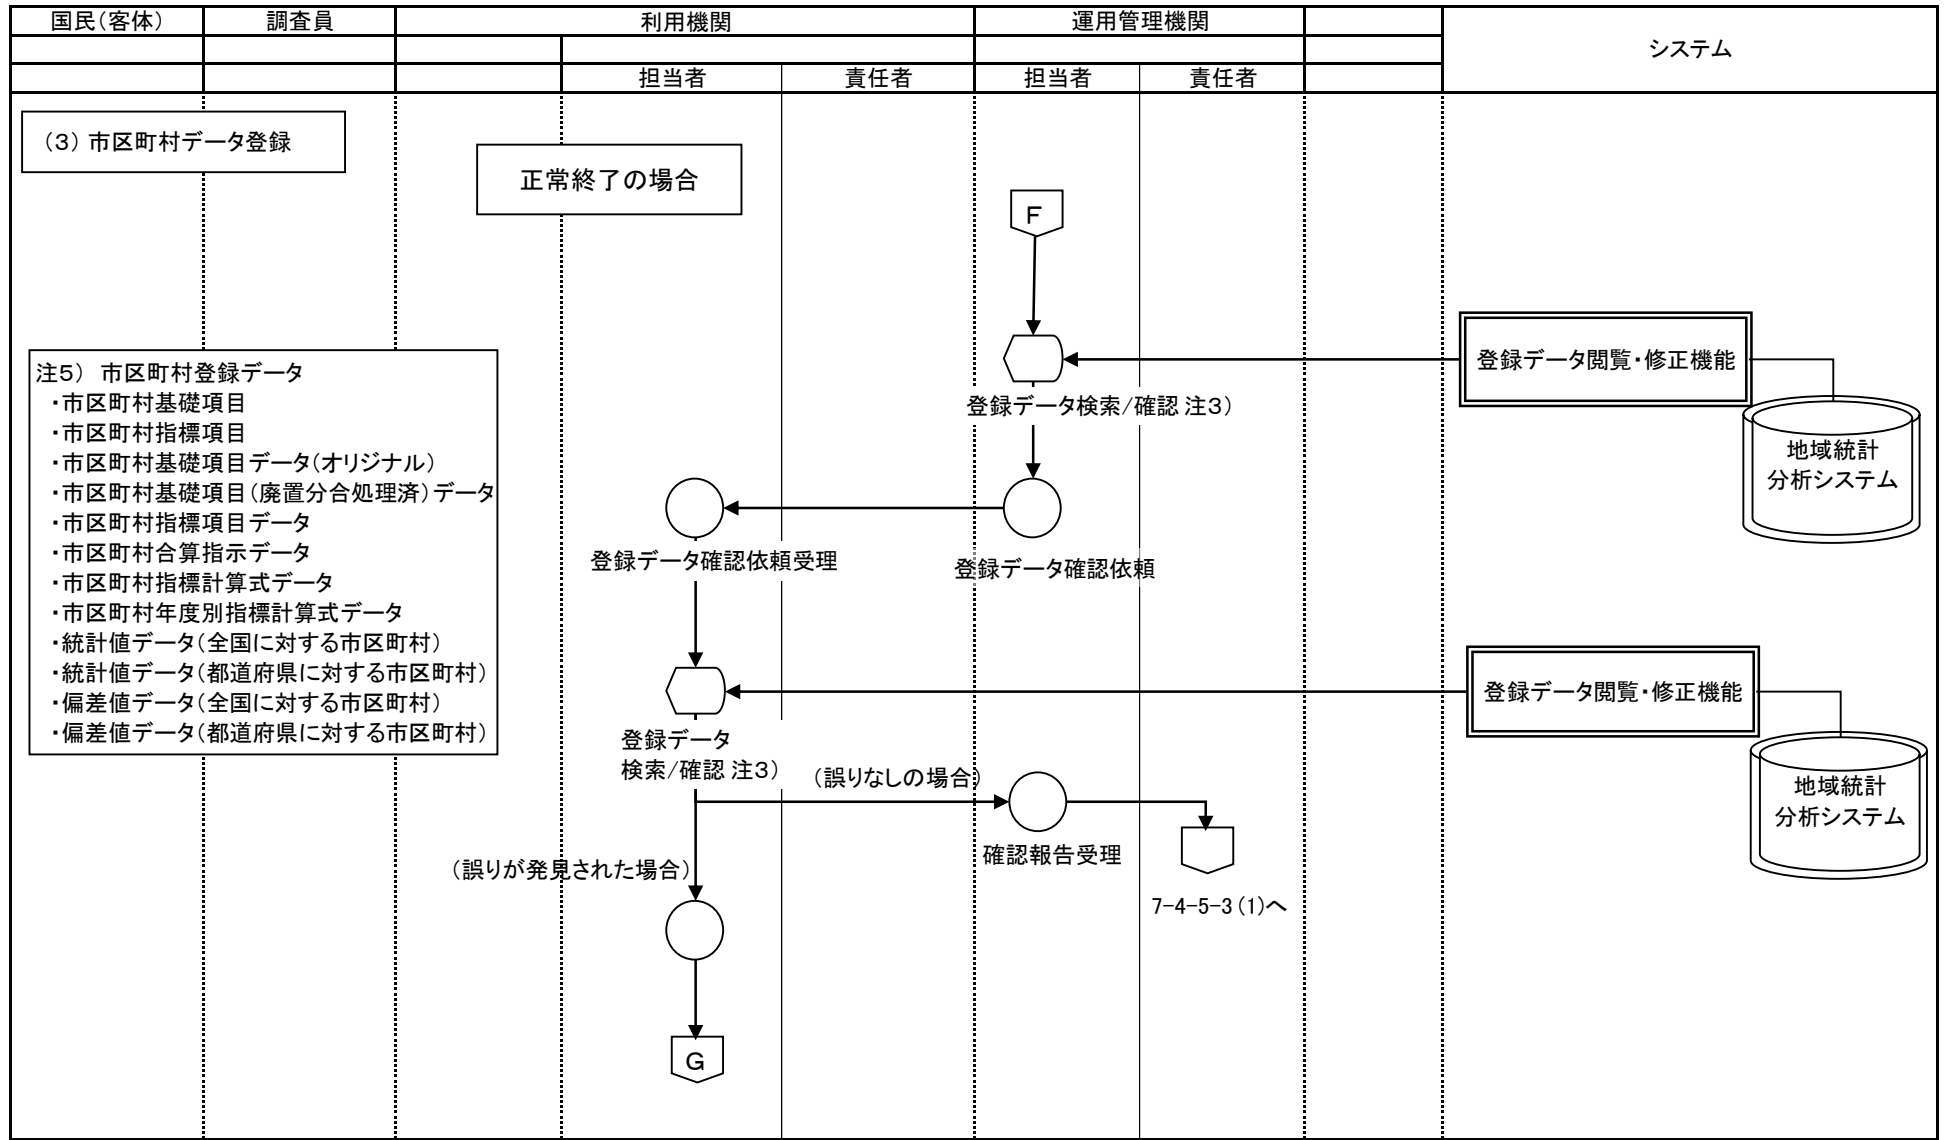 国民（客体）
調査員
利用機関
運用管理機関
システム
担当者
責任者
担当者
責任者
（3） 市区町村データ登録
正常終了の場合
F
登録データ閲覧・修正機能
注5） 市区町村登録データ
・市区町村基礎項目
・市区町村指標項目
・市区町村基礎項目データ（オリジナル）
・市区町村基礎項目（廃置分合処理済）データ
・市区町村指標項目データ
・市区町村合算指示データ
・市区町村指標計算式データ
・市区町村年度別指標計算式データ
・統計値データ（全国に対する市区町村）
・統計値データ（都道府県に対する市区町村）
・偏差値データ（全国に対する市区町村）
・偏差値データ（都道府県に対する市区町村）
登録データ検索/確認 注3）
地域統計
分析システム
登録データ確認依頼受理
登録データ確認依頼
登録データ閲覧・修正機能
登録データ
検索/確認 注3）
（誤りなしの場合）
地域統計
分析システム
確認報告受理
（誤りが発見された場合）
7-4-5-3(1)へ
G